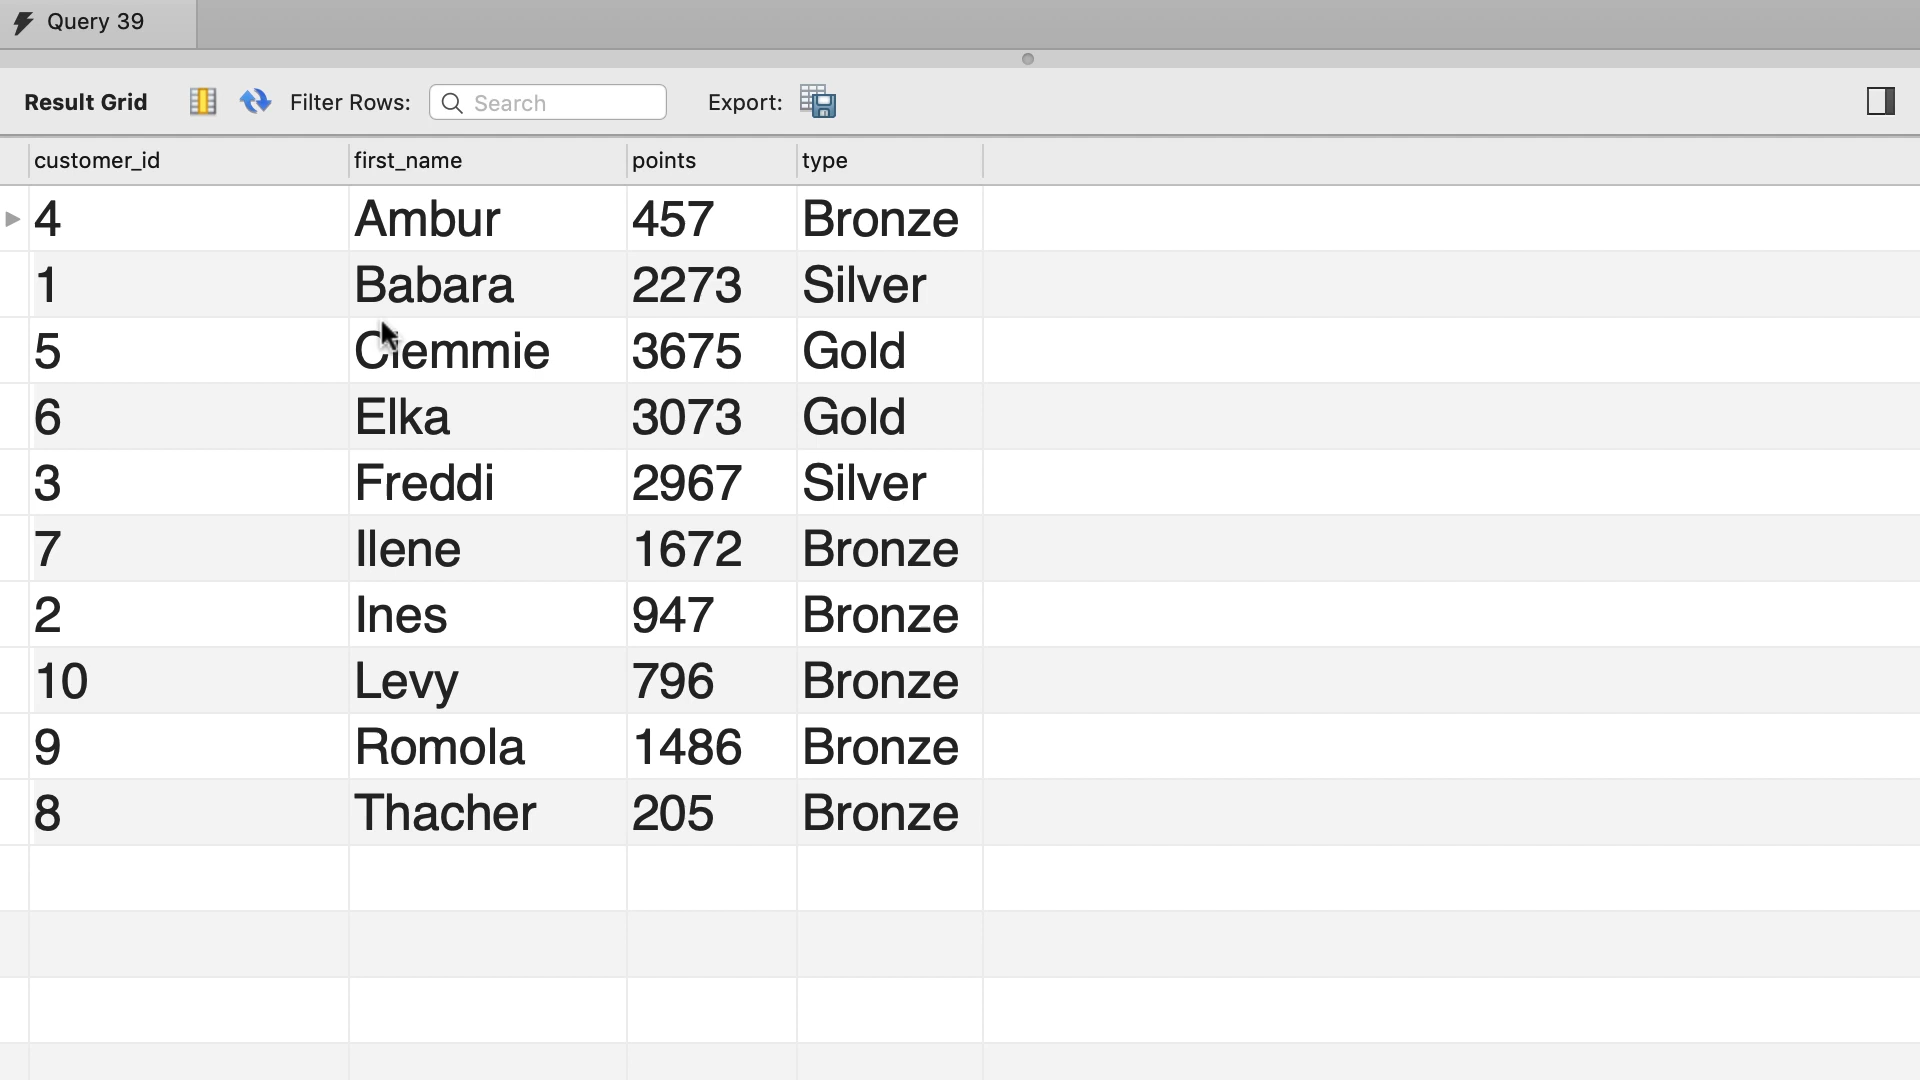 Query 39
Result Grid Filter Rows: Search Export:
customer_id first_name points type
4 Ambur 457 Bronze
1 Babara 2273 Silver
5 Clemmie 3675 Gold
6 Elka 3073 Gold
3 Freddi 2967 Silver
7 Ilene 1672 Bronze
2 Ines 947 Bronze
10 Levy 796 Bronze
9 Romola 1486 Bronze
8 Thacher 205 Bronze